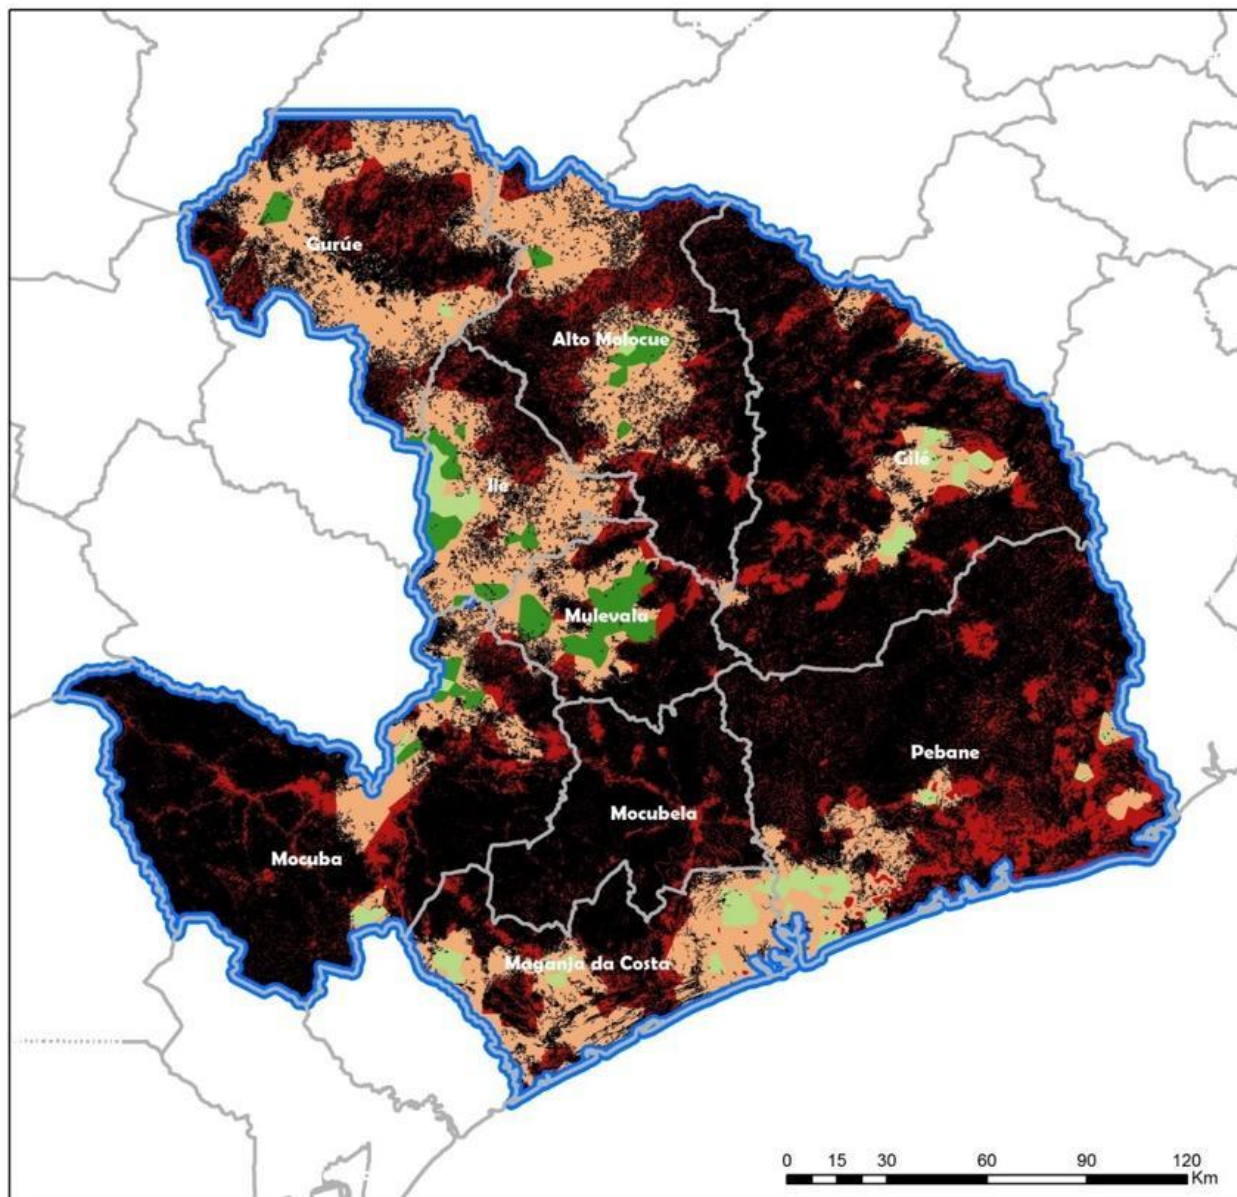 Gurúe
Alto Molocue
Gilé
Ile
Mulevala
Pebane
Mocubela
Mocuba
Maganja da Costa
0 15 30 60 90 120
Km